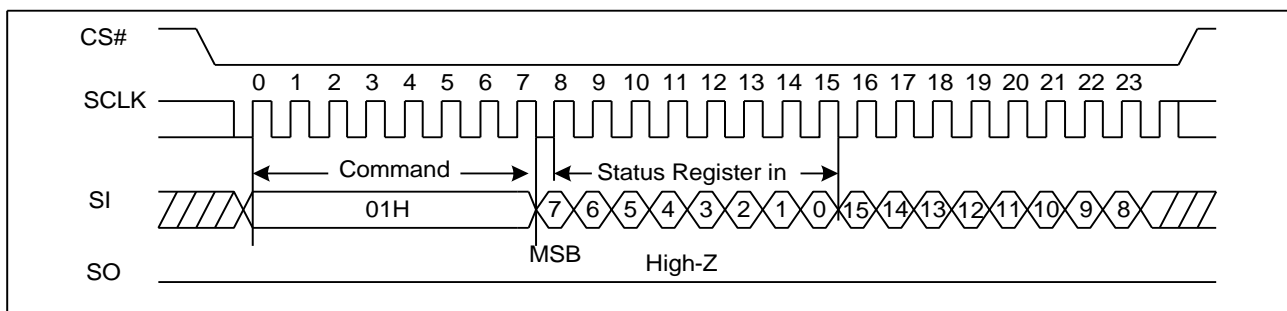 CS#
0 1 2 3 4 5 6 7 8 9 10 11 12 13 14 15 16 17 18 19 20 21 22 23
SCLK
Command Status Register in
SI 01H 7 6 5 4 3 2 1 0 15 14 13 12 11 10 9 8
MSB High-Z
SO